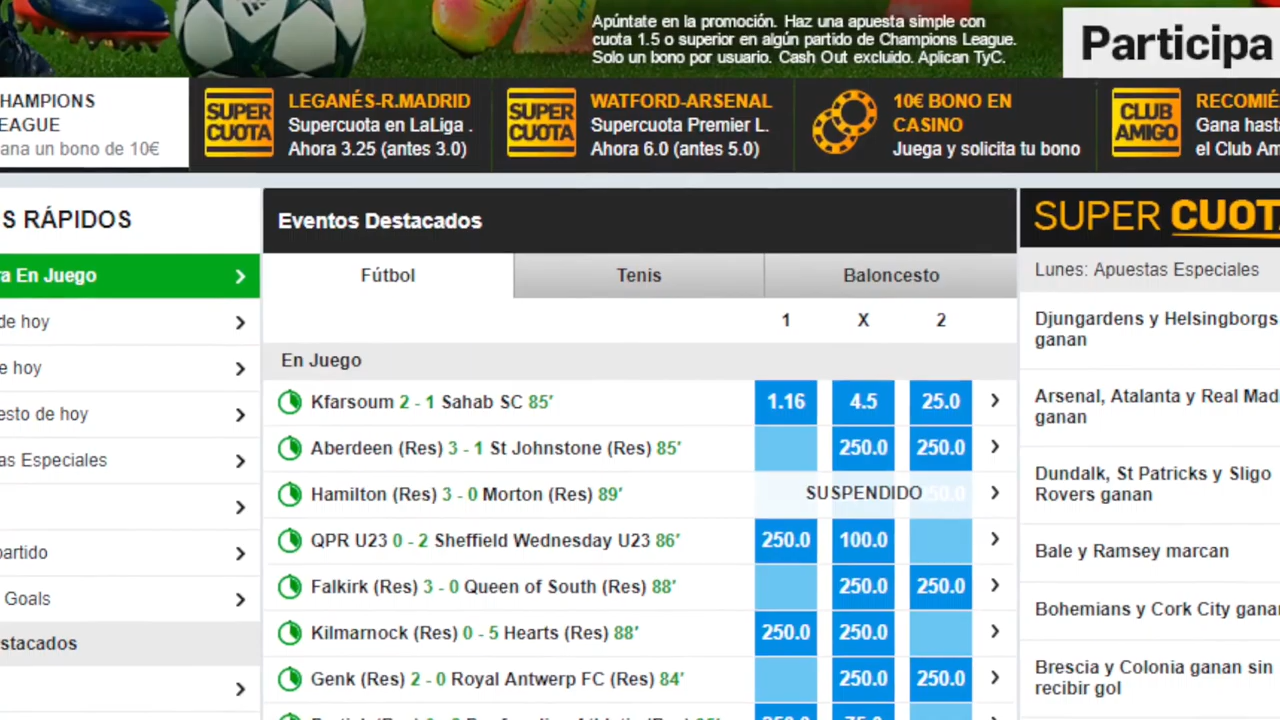 Apúntate en la promoción. Haz una apuesta simple con
cuota 1.5 o superior en algún partido de Champions League.
Solo un bono por usuario. Cash Out excluido. Aplican TyC.
Participa
HAMPIONS
EAGUE
ana un bono de 10€
SUPER
CUOTA
LEGANÉS-R.MADRID
Supercuota en LaLiga .
Ahora 3.25 (antes 3.0)
SUPER
CUOTA
WATFORD-ARSENAL
Supercuota Premier L.
Ahora 6.0 (antes 5.0)
10€ BONO EN
CASINO
Juega y solicita tu bono
CLUB
AMIGO
RECOMIÉ
Gana hast
el Club Am
S RÁPIDOS
a En Juego
de hoy
e hoy
esto de hoy
as Especiales
partido
Goals
stacados
Eventos Destacados
Fútbol Tenis Baloncesto
1 X 2
En Juego
Kfarsoum 2 - 1 Sahab SC 85′ 1.16 4.5 25.0
Aberdeen (Res) 3 - 1 St Johnstone (Res) 85′ 250.0 250.0
Hamilton (Res) 3 - 0 Morton (Res) 89′ SUSPENDIDO 50.0
QPR U23 0 - 2 Sheffield Wednesday U23 86′ 250.0 100.0
Falkirk (Res) 3 - 0 Queen of South (Res) 88′ 250.0 250.0
Kilmarnock (Res) 0 - 5 Hearts (Res) 88′ 250.0 250.0
Genk (Res) 2 - 0 Royal Antwerp FC (Res) 84′ 250.0 250.0
SUPER CUOTA
Lunes: Apuestas Especiales
Djungardens y Helsingborgs
ganan
Arsenal, Atalanta y Real Mad
ganan
Dundalk, St Patricks y Sligo
Rovers ganan
Bale y Ramsey marcan
Bohemians y Cork City ganan
Brescia y Colonia ganan sin
recibir gol